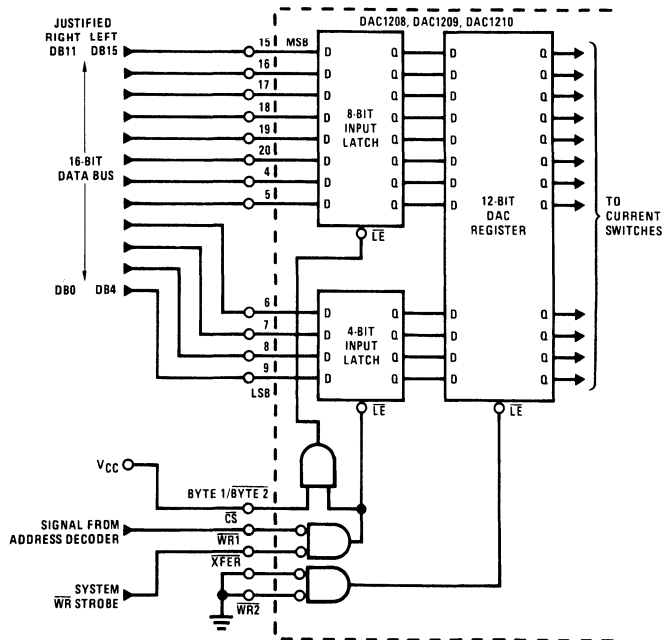 DAC1208, DAC1209, DAC1210
JUSTIFIED
RIGHT LEFT
DB11 DB15
15 MSB
16
17
18
19
20
4
5
16-BIT
DATA BUS
D D D D D D D D
8-BIT
INPUT
LATCH
Q Q Q Q Q Q Q Q
LE
D D D D D D D D D D D D
12-BIT
DAC
REGISTER
Q Q Q Q Q Q Q Q Q Q Q Q
LE
TO
CURRENT
SWITCHES
DB0 DB4
6
7
8
9
LSB
D D D D
4-BIT
INPUT
LATCH
Q Q Q Q
LE
VCC
BYTE 1/BYTE 2
SIGNAL FROM
ADDRESS DECODER
CS
WR1
XFER
SYSTEM
WR STROBE
WR2